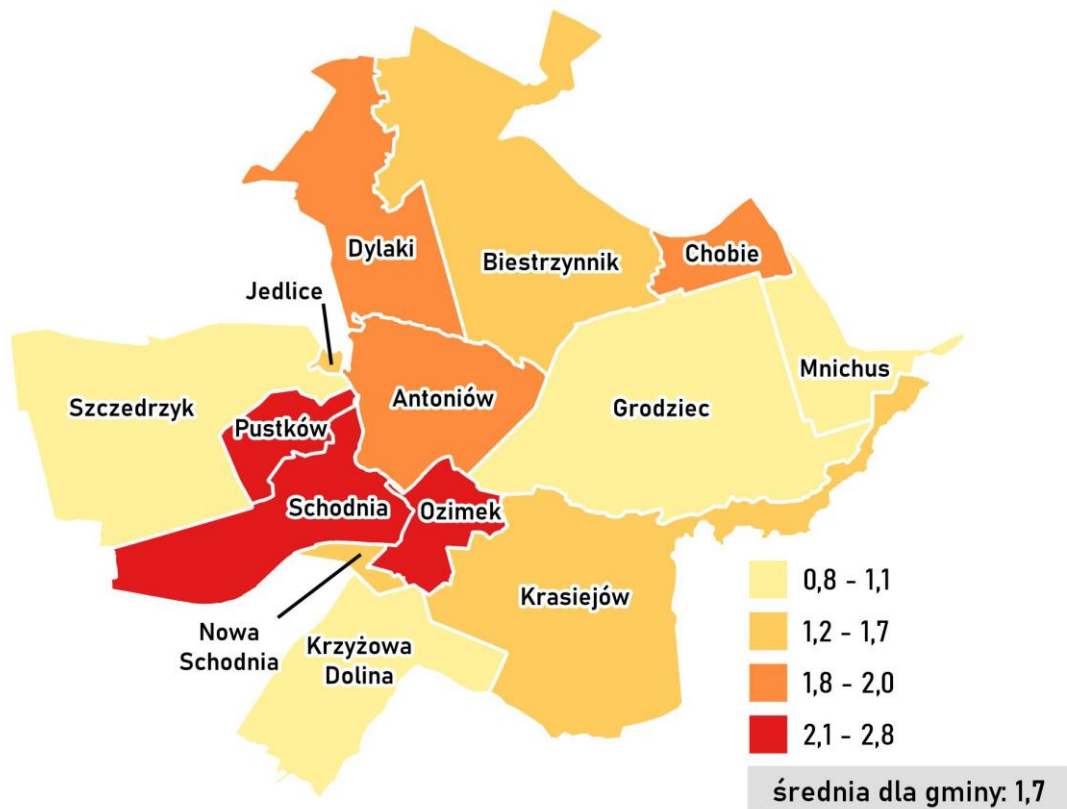 Dylaki
Biestrzynnik
Chobie
Jedlice
Mnichus
Szczedrzyk
Antoniów
Grodziec
Pustków
Schodnia
Ozimek
Krasiejów
Nowa
Schodnia
Krzyżowa
Dolina
0,8 - 1,1
1,2 - 1,7
1,8 - 2,0
2,1 - 2,8
średnia dla gminy: 1,7